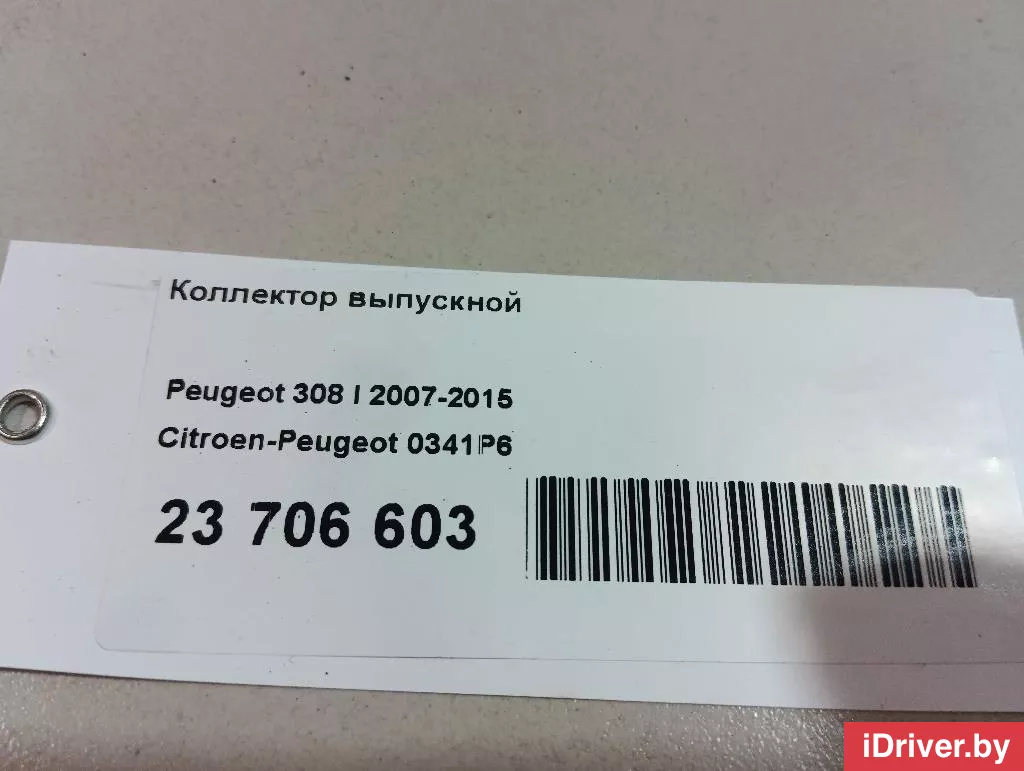 Коллектор выпускной
Peugeot 308 I 2007-2015
Citroen-Peugeot 0341P6
23 706 603
iDriver.by